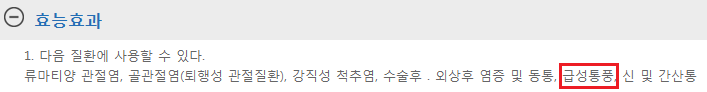 효능효과
1. 다음 질환에 사용할 수 있다.
류마티양 관절염, 골관절염(퇴행성 관절질환), 강직성 척추염, 수술후 . 외상후 염증 및 동통, 급성통풍, 신 및 간산통